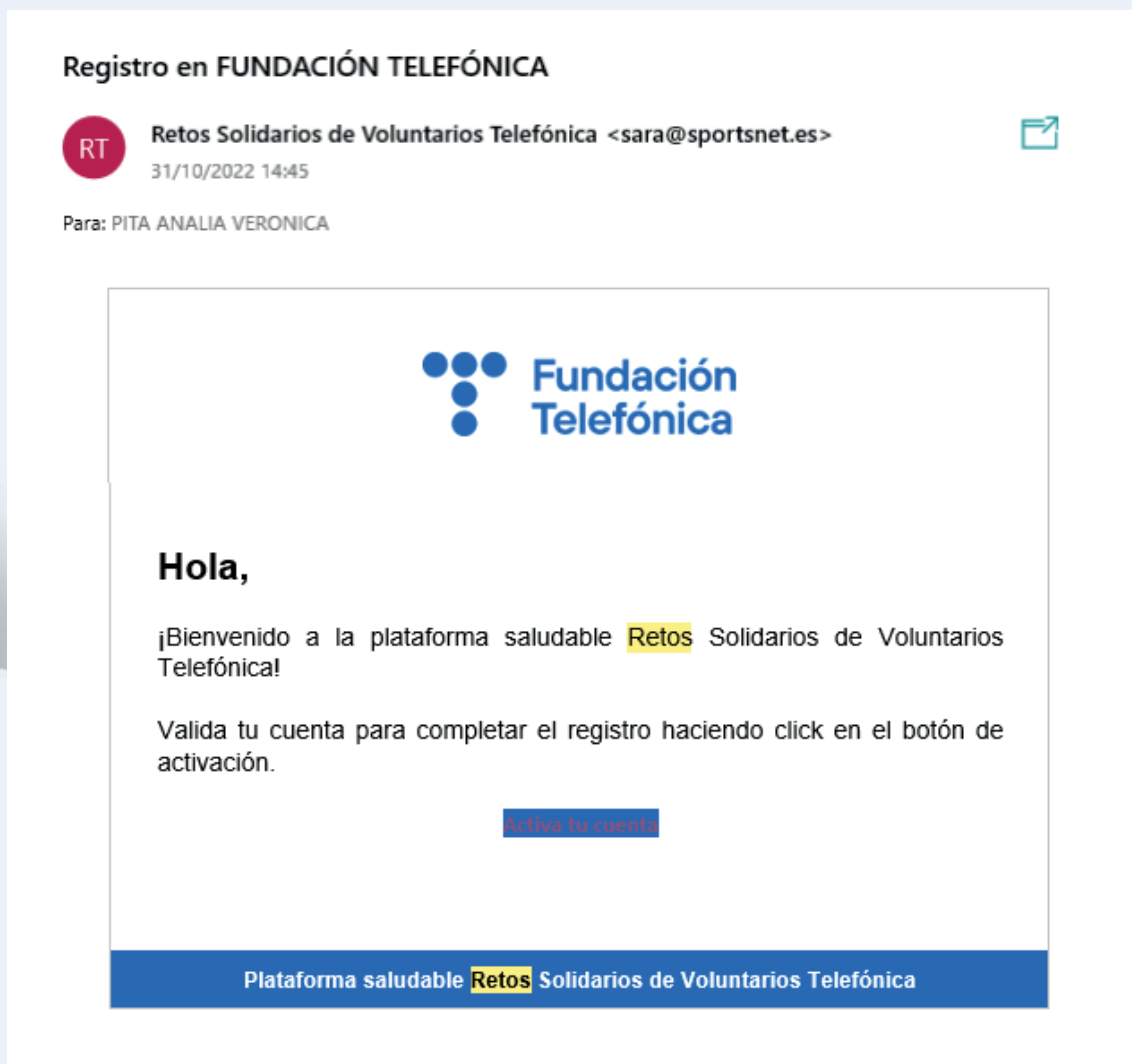 Registro en FUNDACIÓN TELEFÓNICA
RT
Retos Solidarios de Voluntarios Telefónica <sara@sportsnet.es>
31/10/2022 14:45
Para: PITA ANALIA VERONICA
Fundación
Telefónica
Hola,
¡Bienvenido a la plataforma saludable Retos Solidarios de Voluntarios
Telefónica!
Valida tu cuenta para completar el registro haciendo click en el botón de
activación.
Activa tu cuenta
Plataforma saludable Retos Solidarios de Voluntarios Telefónica